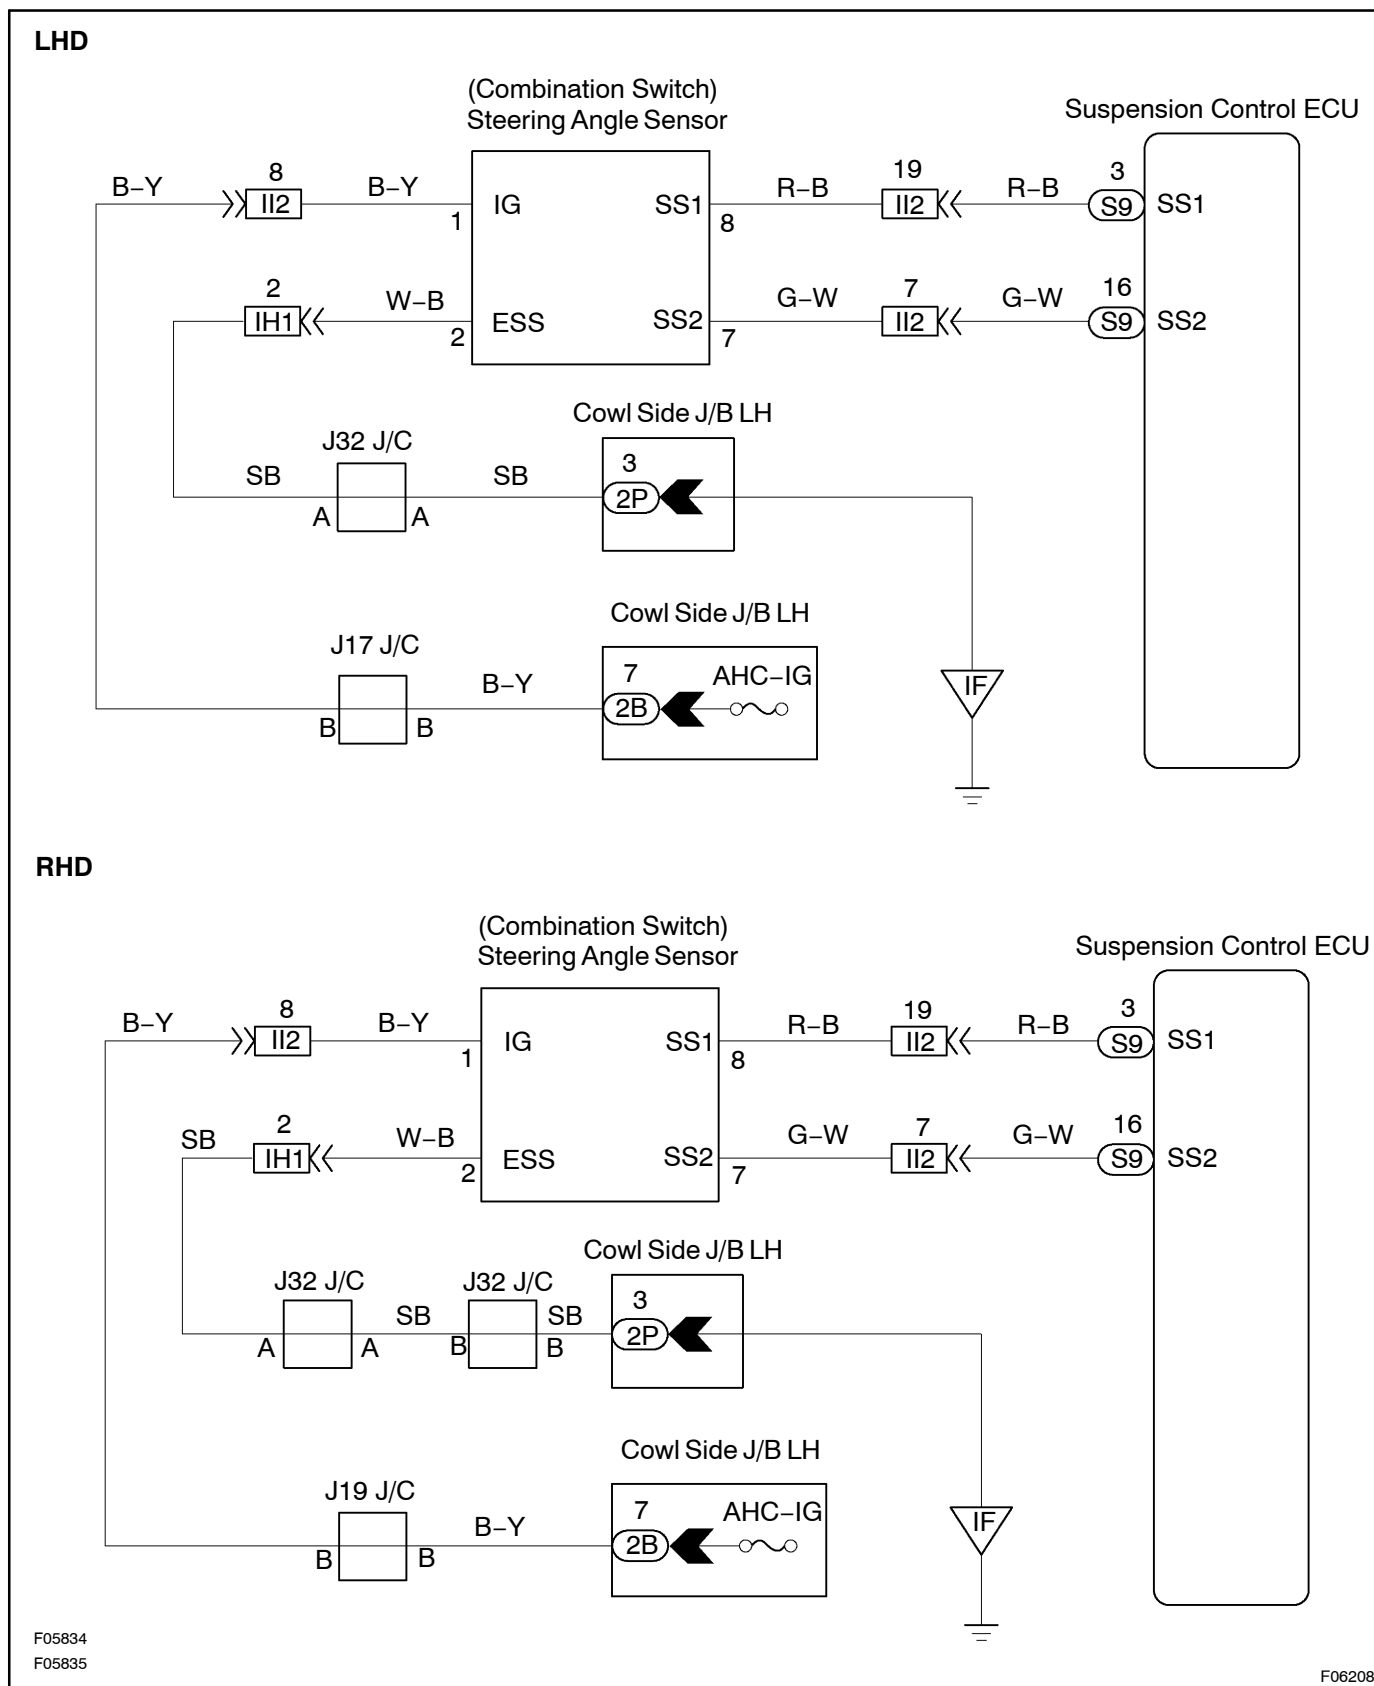 LHD
(Combination Switch)
Steering Angle Sensor
Suspension Control ECU
B–Y
8
II2
B–Y
1
IG
SS1
8
R–B
19
II2
R–B
3
S9
SS1
2
IH1
W–B
2
ESS
SS2
7
G–W
7
II2
G–W
16
S9
SS2
Cowl Side J/B LH
J32 J/C
SB
A
A
SB
3
2P
Cowl Side J/B LH
J17 J/C
B
B
B–Y
7
2B
AHC–IG
IF
RHD
(Combination Switch)
Steering Angle Sensor
Suspension Control ECU
B–Y
8
II2
B–Y
1
IG
SS1
8
R–B
19
II2
R–B
3
S9
SS1
SB
2
IH1
W–B
2
ESS
SS2
7
G–W
7
II2
G–W
16
S9
SS2
Cowl Side J/B LH
J32 J/C
J32 J/C
A
A
SB
B
B
SB
3
2P
Cowl Side J/B LH
J19 J/C
B
B
B–Y
7
2B
AHC–IG
IF
F05834
F05835
F06208